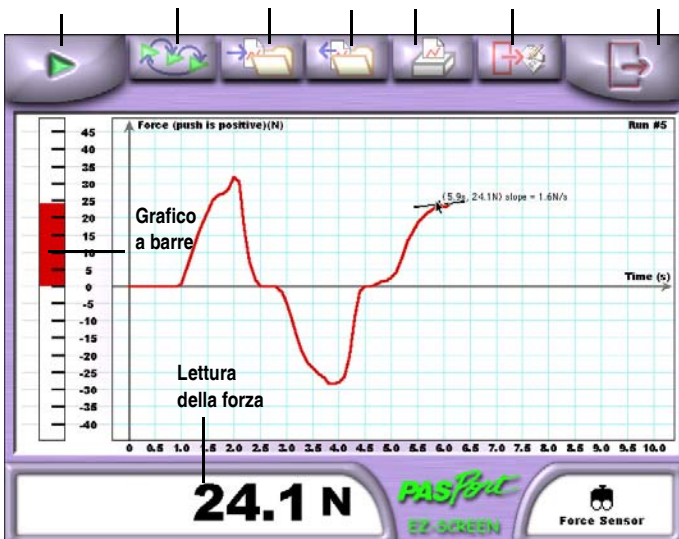 Force (push is positive)(N)
Run #5
45
40
35
30
25
20
15
10
5
0
-5
-10
-15
-20
-25
-30
-35
-40
(5.9s, 24.1N) slope = 1.6N/s
Grafico
a barre
Time (s)
Lettura
della forza
0 0.5 1.0 1.5 2.0 2.5 3.0 3.5 4.0 4.5 5.0 5.5 6.0 6.5 7.0 7.5 8.0 8.5 9.0 9.5 10.0
24.1 N
PASPort
EZ-SCREEN
Force Sensor